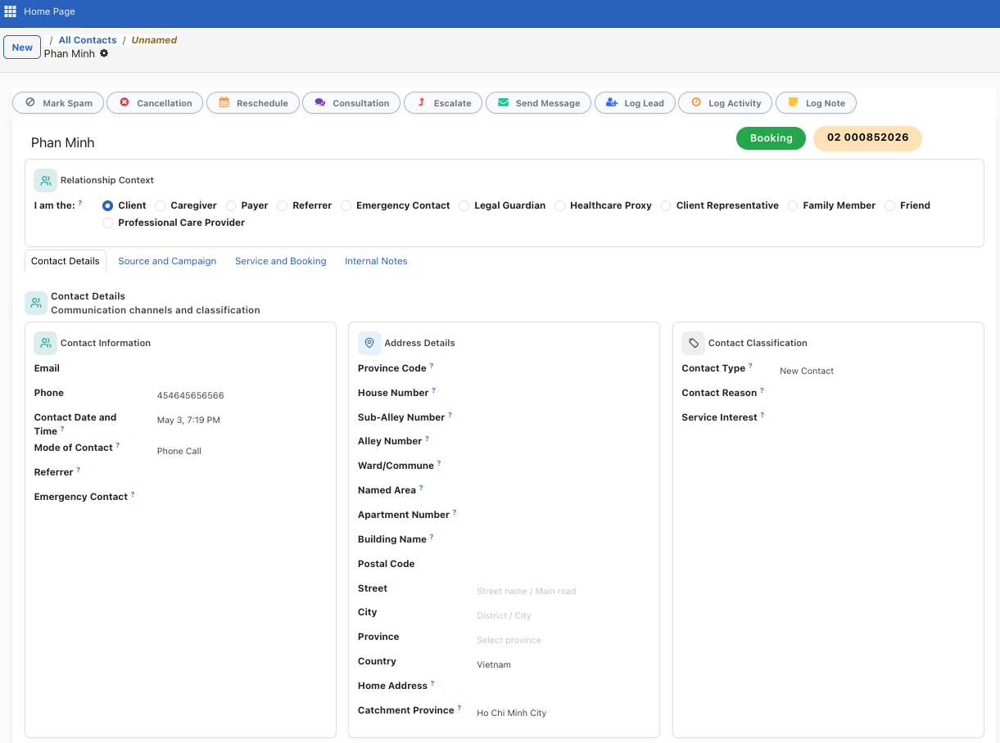 Home Page
New / All Contacts / Unnamed
Phan Minh
Mark Spam Cancellation Reschedule Consultation Escalate Send Message Log Lead Log Activity Log Note
Phan Minh Booking 02 000852026
Relationship Context
I am the: ? Client Caregiver Payer Referrer Emergency Contact Legal Guardian Healthcare Proxy Client Representative Family Member Friend
Professional Care Provider
Contact Details Source and Campaign Service and Booking Internal Notes
Contact Details
Communication channels and classification
Contact Information
Email
Phone 454645656566
Contact Date and
Time ? May 3, 7:19 PM
Mode of Contact ? Phone Call
Referrer ?
Emergency Contact ?
Address Details
Province Code ?
House Number ?
Sub-Alley Number ?
Alley Number ?
Ward/Commune ?
Named Area ?
Apartment Number ?
Building Name ?
Postal Code
Street Street name / Main road
City District / City
Province Select province
Country Vietnam
Home Address ?
Catchment Province ? Ho Chi Minh City
Contact Classification
Contact Type ? New Contact
Contact Reason ?
Service Interest ?